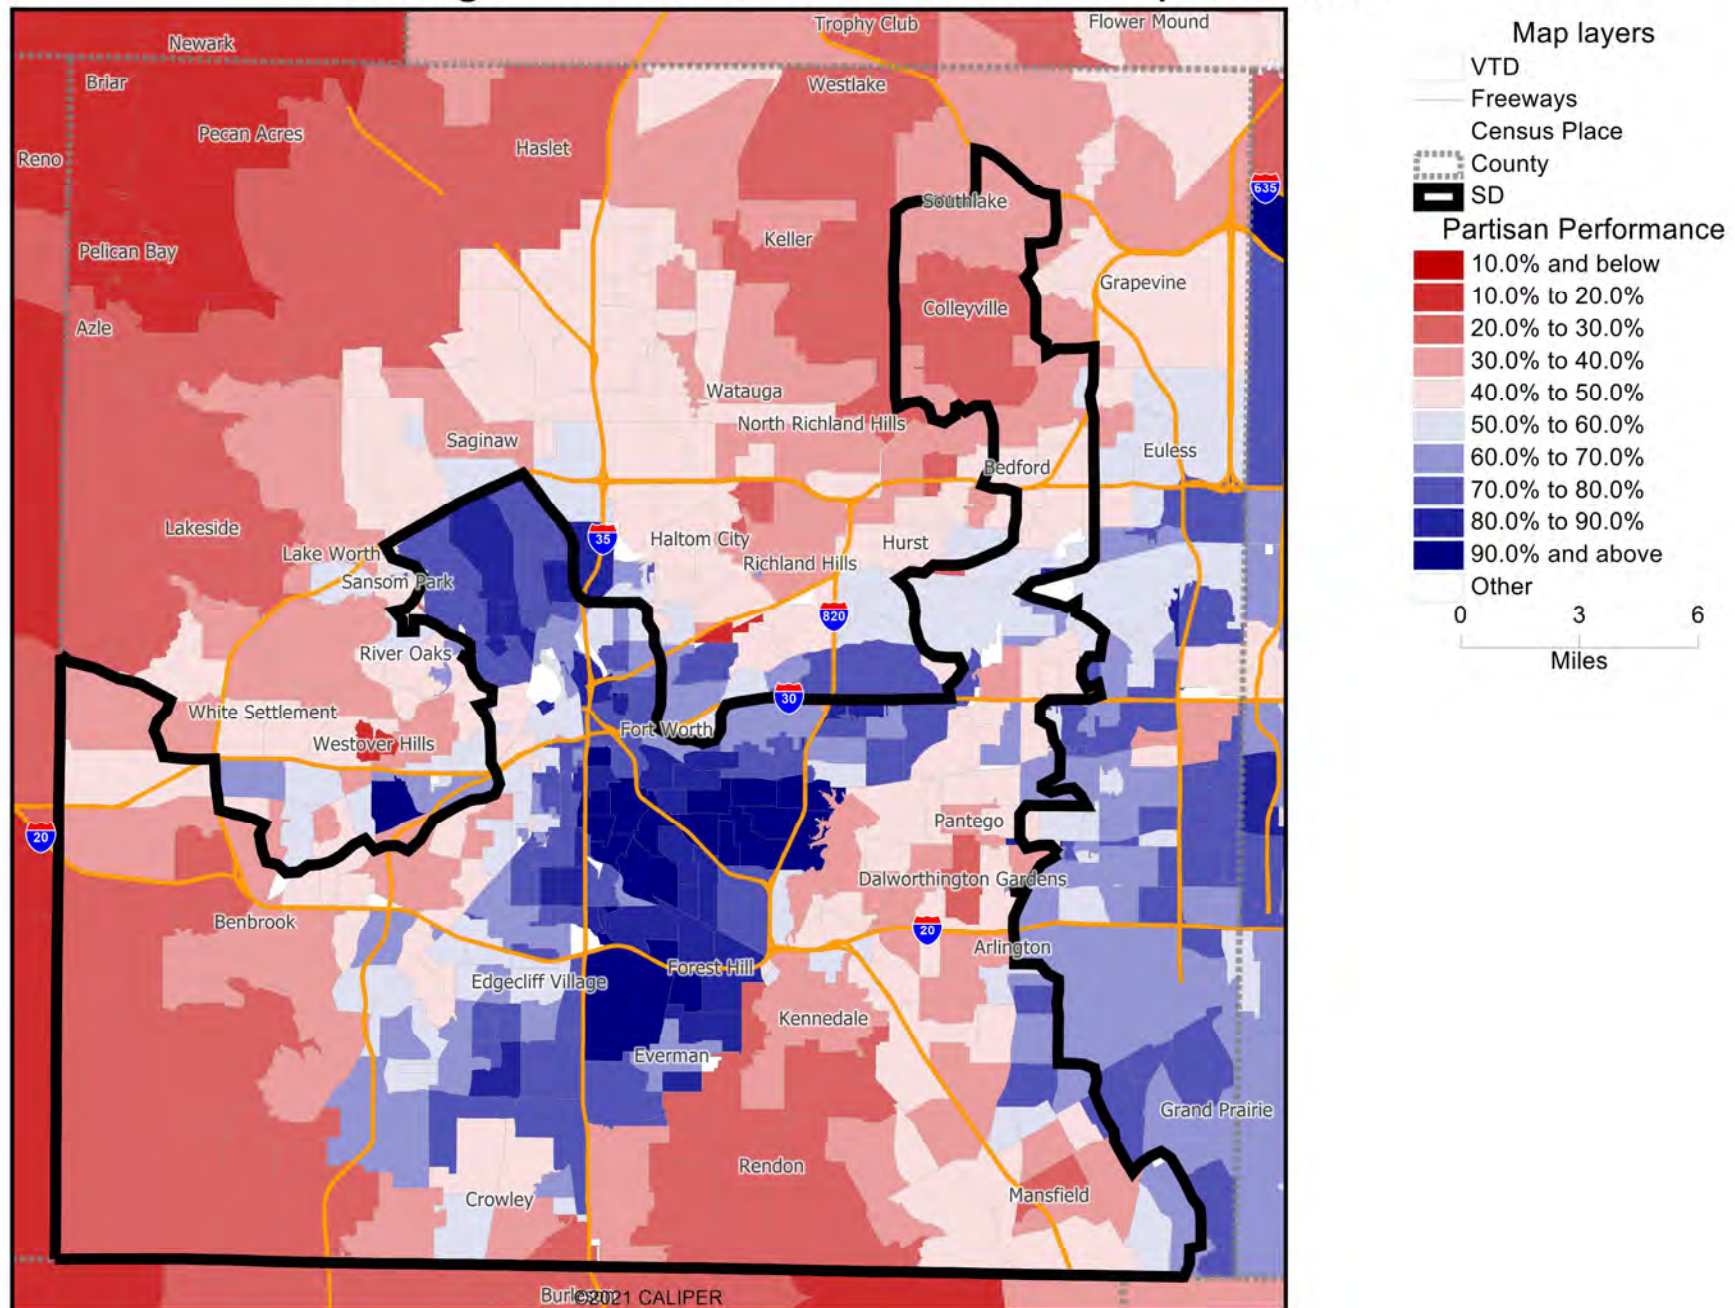 Trophy Club
Flower Mound
Newark
Briar
Westlake
Pecan Acres
Haslet
Reno
635
Southlake
Keller
Pelican Bay
Grapevine
Colleyville
Azle
Watauga
North Richland Hills
Saginaw
Euless
Bedford
Lakeside
35
Haltom City
Hurst
Lake Worth
Richland Hills
Sansom Park
820
River Oaks
30
White Settlement
Fort Worth
Westover Hills
Pantego
20
Dalworthington Gardens
Benbrook
20
Arlington
Forest Hill
Edgecliff Village
Kennedale
Everman
Grand Prairie
Rendon
Mansfield
Crowley
©2021 CALIPER
Map layers
VTD
Freeways
Census Place
County
SD
Partisan Performance
10.0% and below
10.0% to 20.0%
20.0% to 30.0%
30.0% to 40.0%
40.0% to 50.0%
50.0% to 60.0%
60.0% to 70.0%
70.0% to 80.0%
80.0% to 90.0%
90.0% and above
Other
0 3 6
Miles